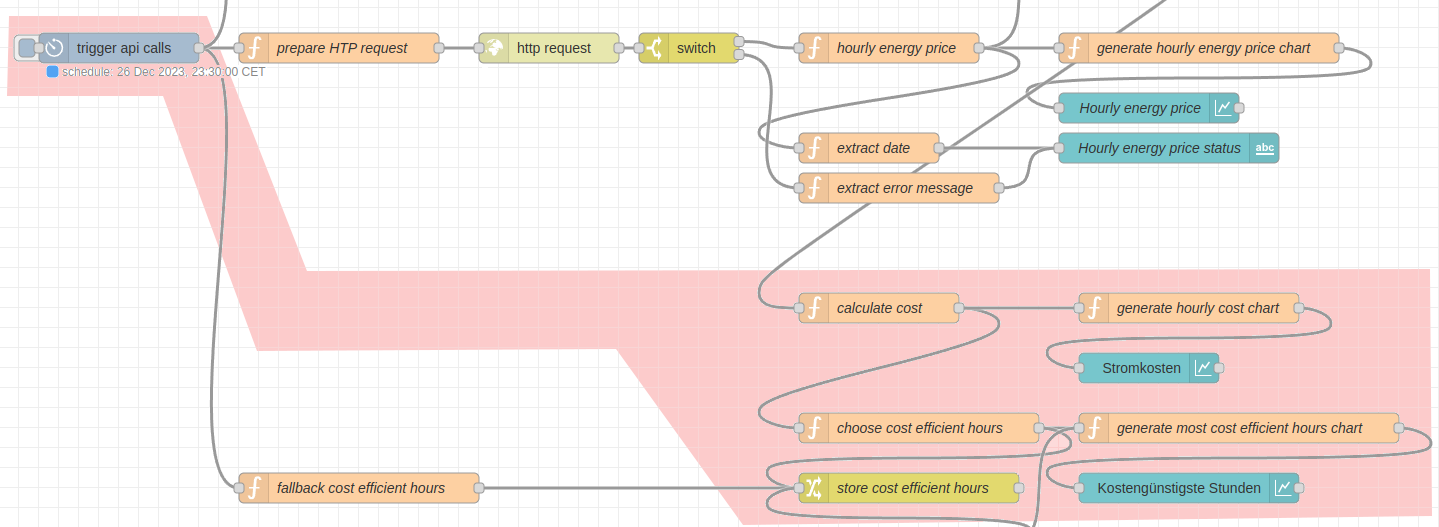 trigger api calls
prepare HTP request
http request
switch
hourly energy price
generate hourly energy price chart
schedule: 26 Dec 2023, 23:30:00 CET
Hourly energy price
extract date
Hourly energy price status
abc
extract error message
calculate cost
generate hourly cost chart
Stromkosten
choose cost efficient hours
generate most cost efficient hours chart
fallback cost efficient hours
store cost efficient hours
Kostengünstigste Stunden